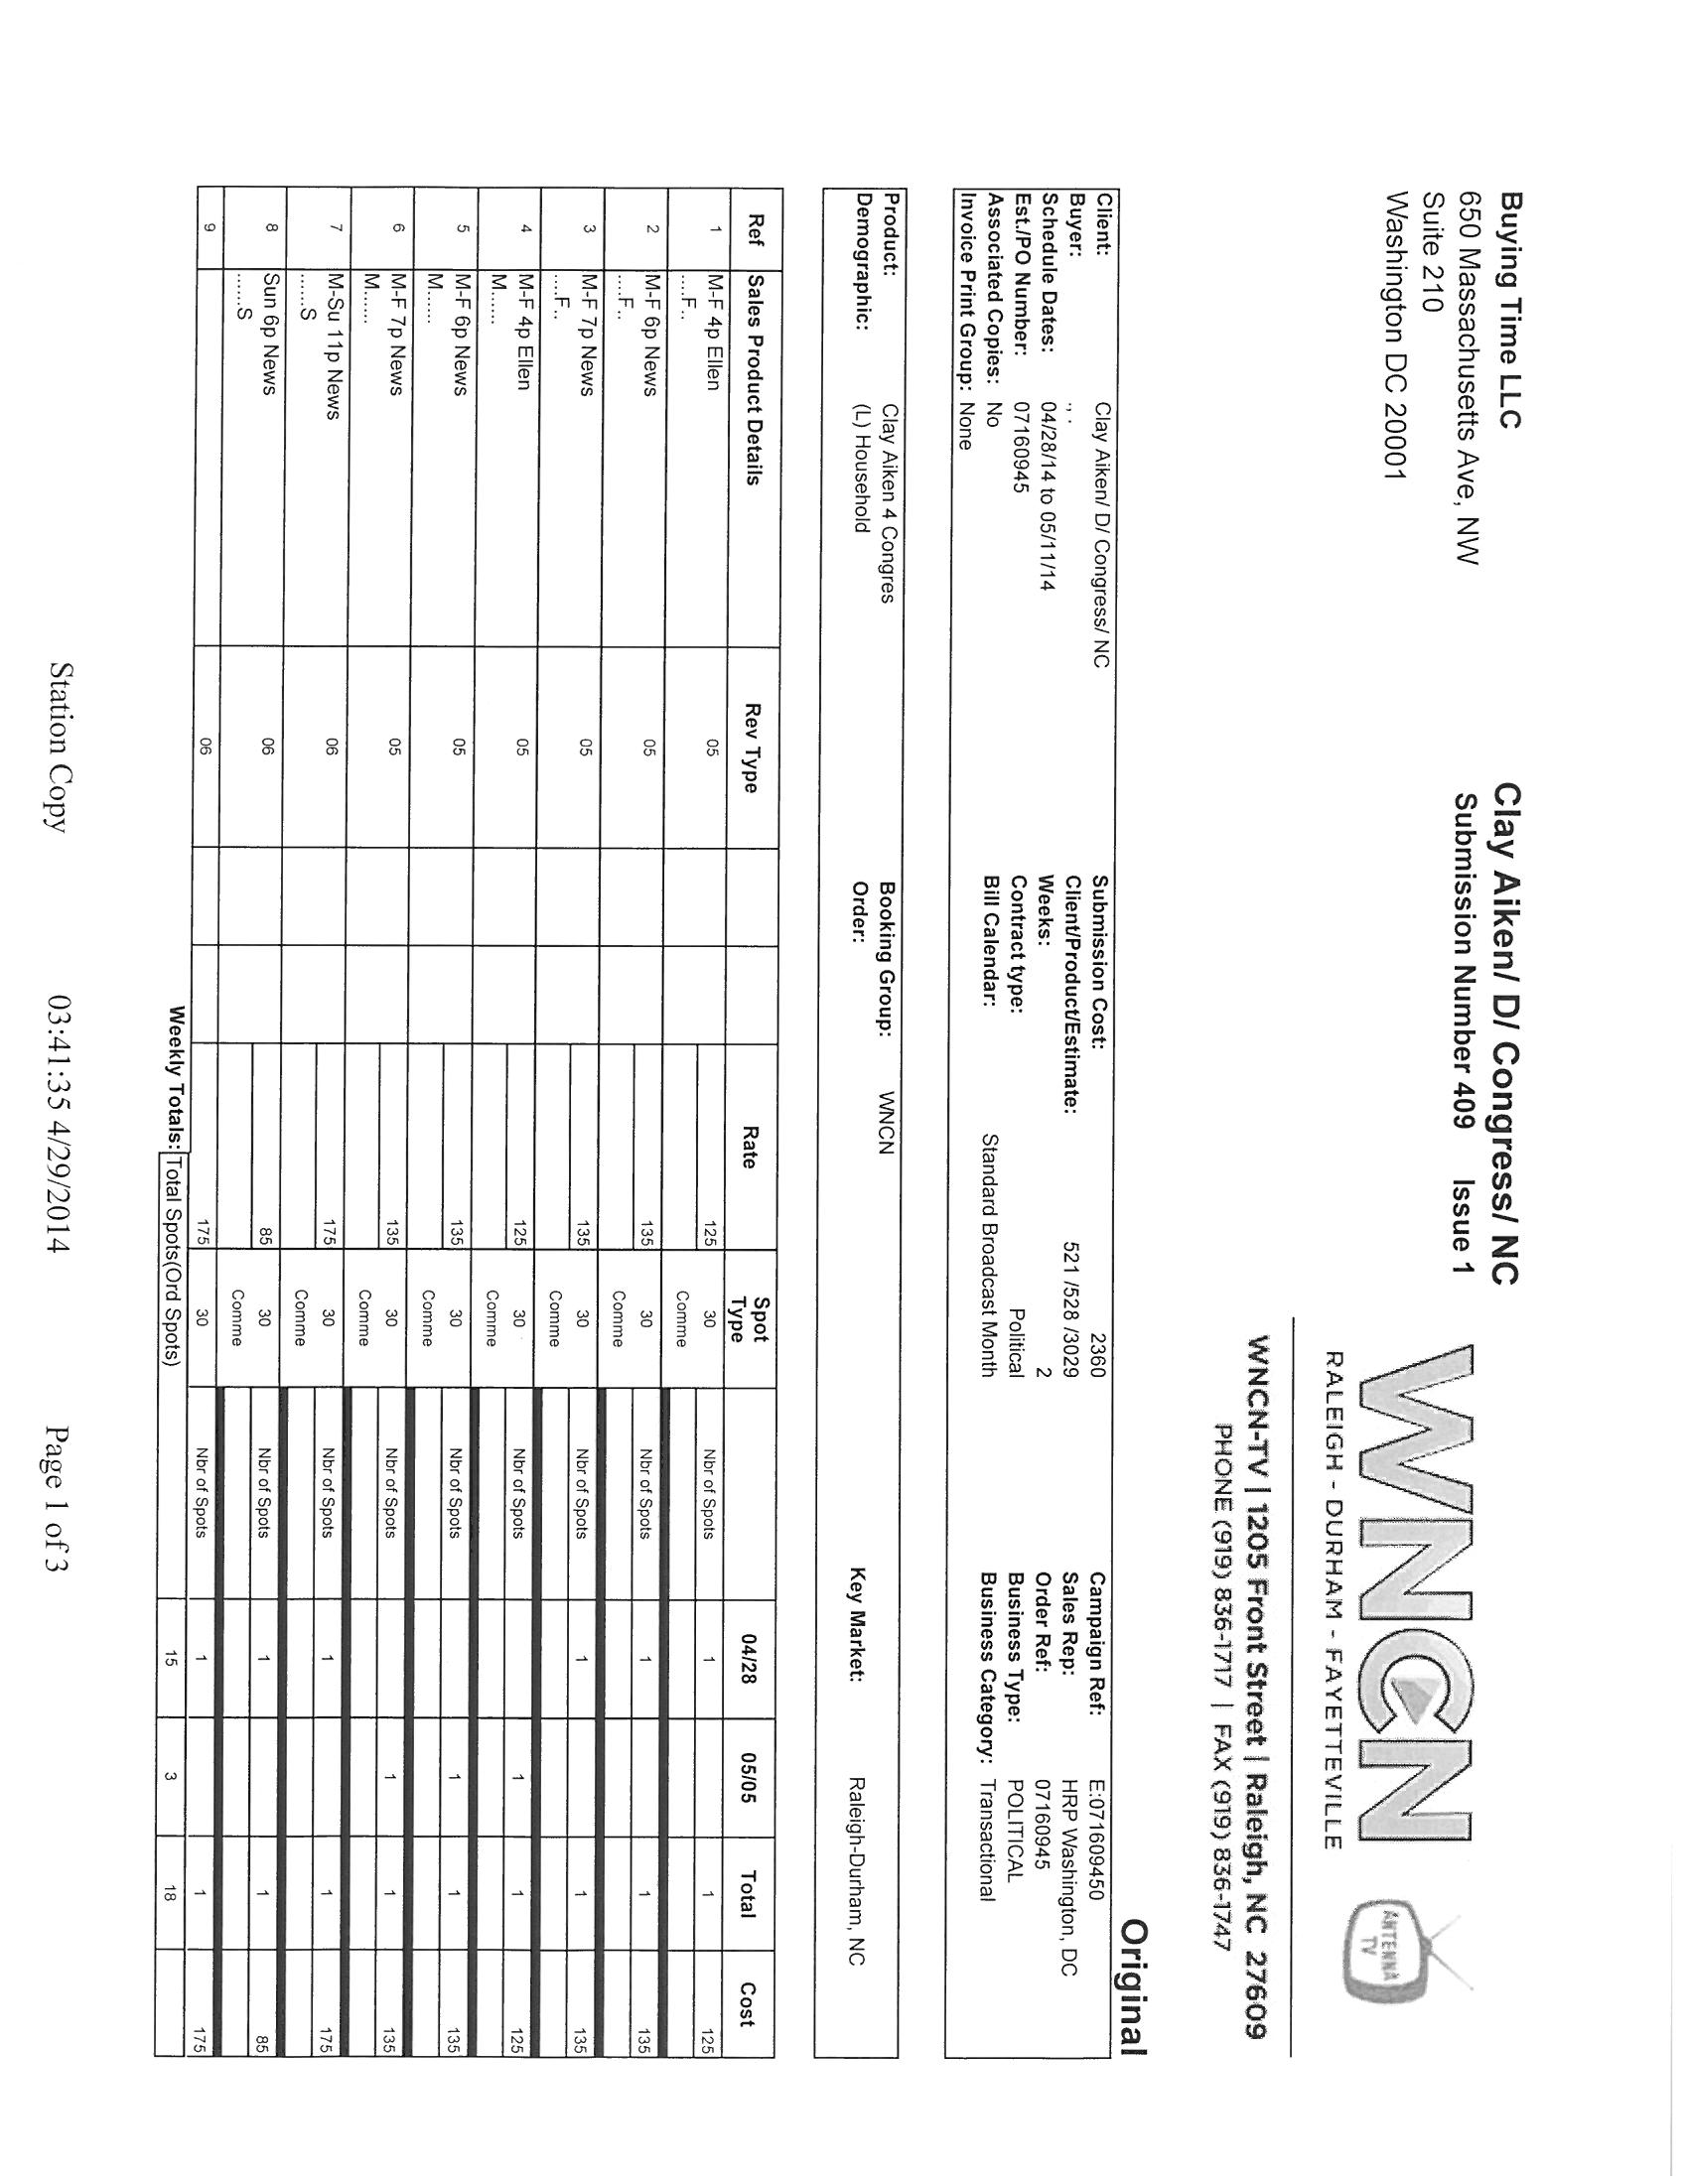 Buying Time LLC
650 Massachusetts Ave, NW
Suite 210
Washington DC 20001
Clay Aiken/ D/ Congress/ NC
Submission Number 409 Issue 1
WNCN
RALEIGH - DURHAM - FAYETTEVILLE
ANTENNA
TV
WNCN-TV | 1205 Front Street | Raleigh, NC 27609
PHONE (919) 836-1717 | FAX (919) 836-1747
Original
Client: Clay Aiken/ D/ Congress/ NC Submission Cost: 2360 Campaign Ref: E:071609450
Buyer: ., . Client/Product/Estimate: 521 /528 /3029 Sales Rep: HRP Washington, DC
Schedule Dates: 04/28/14 to 05/11/14 Weeks: 2 Order Ref: 07160945
Est./PO Number: 07160945 Contract type: Political Business Type: POLITICAL
Associated Copies: No Bill Calendar: Standard Broadcast Month Business Category: Transactional
Invoice Print Group: None
Product: Clay Aiken 4 Congres Booking Group: WNCN Key Market: Raleigh-Durham, NC
Demographic: (L) Household Order:
Ref Sales Product Details Rev Type Rate Spot Type 04/28 05/05 Total Cost
1 M-F 4p Ellen 05 125 30 Nbr of Spots 1 1 125
....F.. Comme
2 M-F 6p News 05 135 30 Nbr of Spots 1 1 135
....F.. Comme
3 M-F 7p News 05 135 30 Nbr of Spots 1 1 135
....F.. Comme
4 M-F 4p Ellen 05 125 30 Nbr of Spots 1 1 125
M...... Comme
5 M-F 6p News 05 135 30 Nbr of Spots 1 1 135
M...... Comme
6 M-F 7p News 05 135 30 Nbr of Spots 1 1 135
M...... Comme
7 M-Su 11p News 06 175 30 Nbr of Spots 1 1 175
......S Comme
8 Sun 6p News 06 85 30 Nbr of Spots 1 1 85
......S Comme
9 06 175 30 Nbr of Spots 1 1 175
Weekly Totals: Total Spots(Ord Spots) 15 3 18
Station Copy 03:41:35 4/29/2014 Page 1 of 3